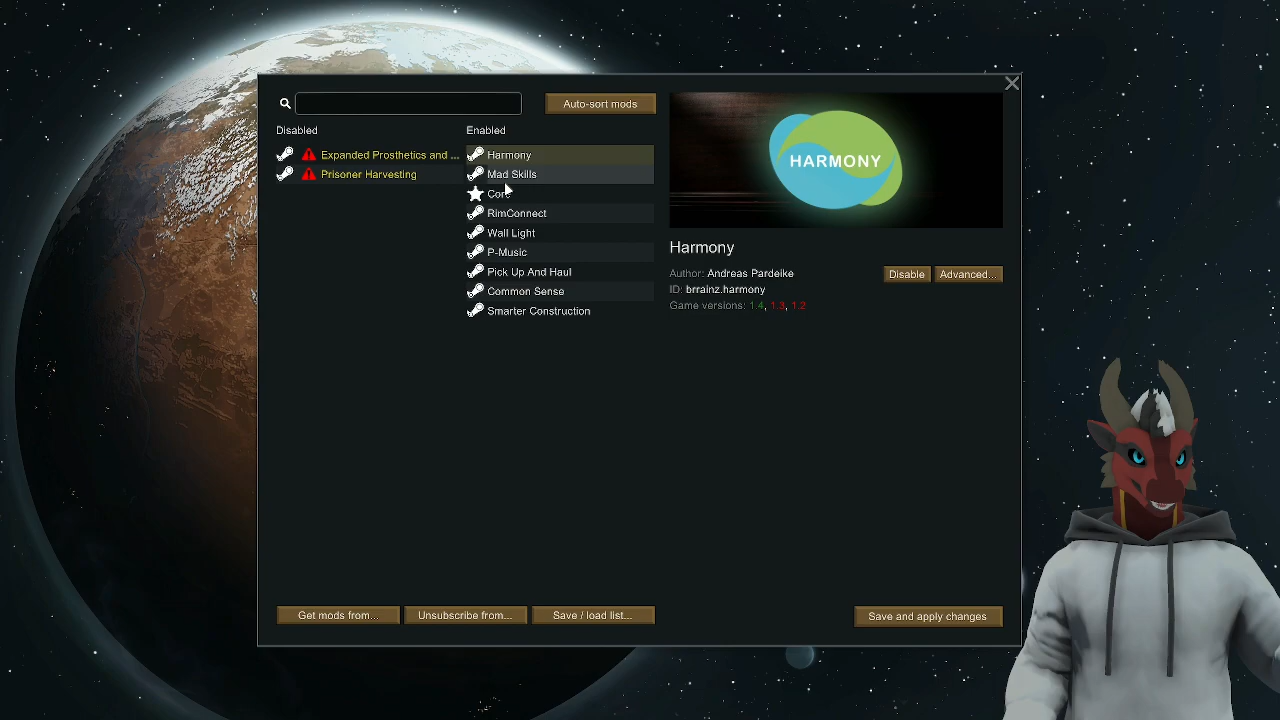 Auto-sort mods
Disabled
Enabled
Expanded Prosthetics and ...
Prisoner Harvesting
Harmony
Mad Skills
Core
RimConnect
Wall Light
P-Music
Pick Up And Haul
Common Sense
Smarter Construction
HARMONY
Harmony
Author: Andreas Pardeike
ID: brrainz.harmony
Game versions: 1.4, 1.3, 1.2
Disable
Advanced...
Get mods from...
Unsubscribe from...
Save / load list...
Save and apply changes